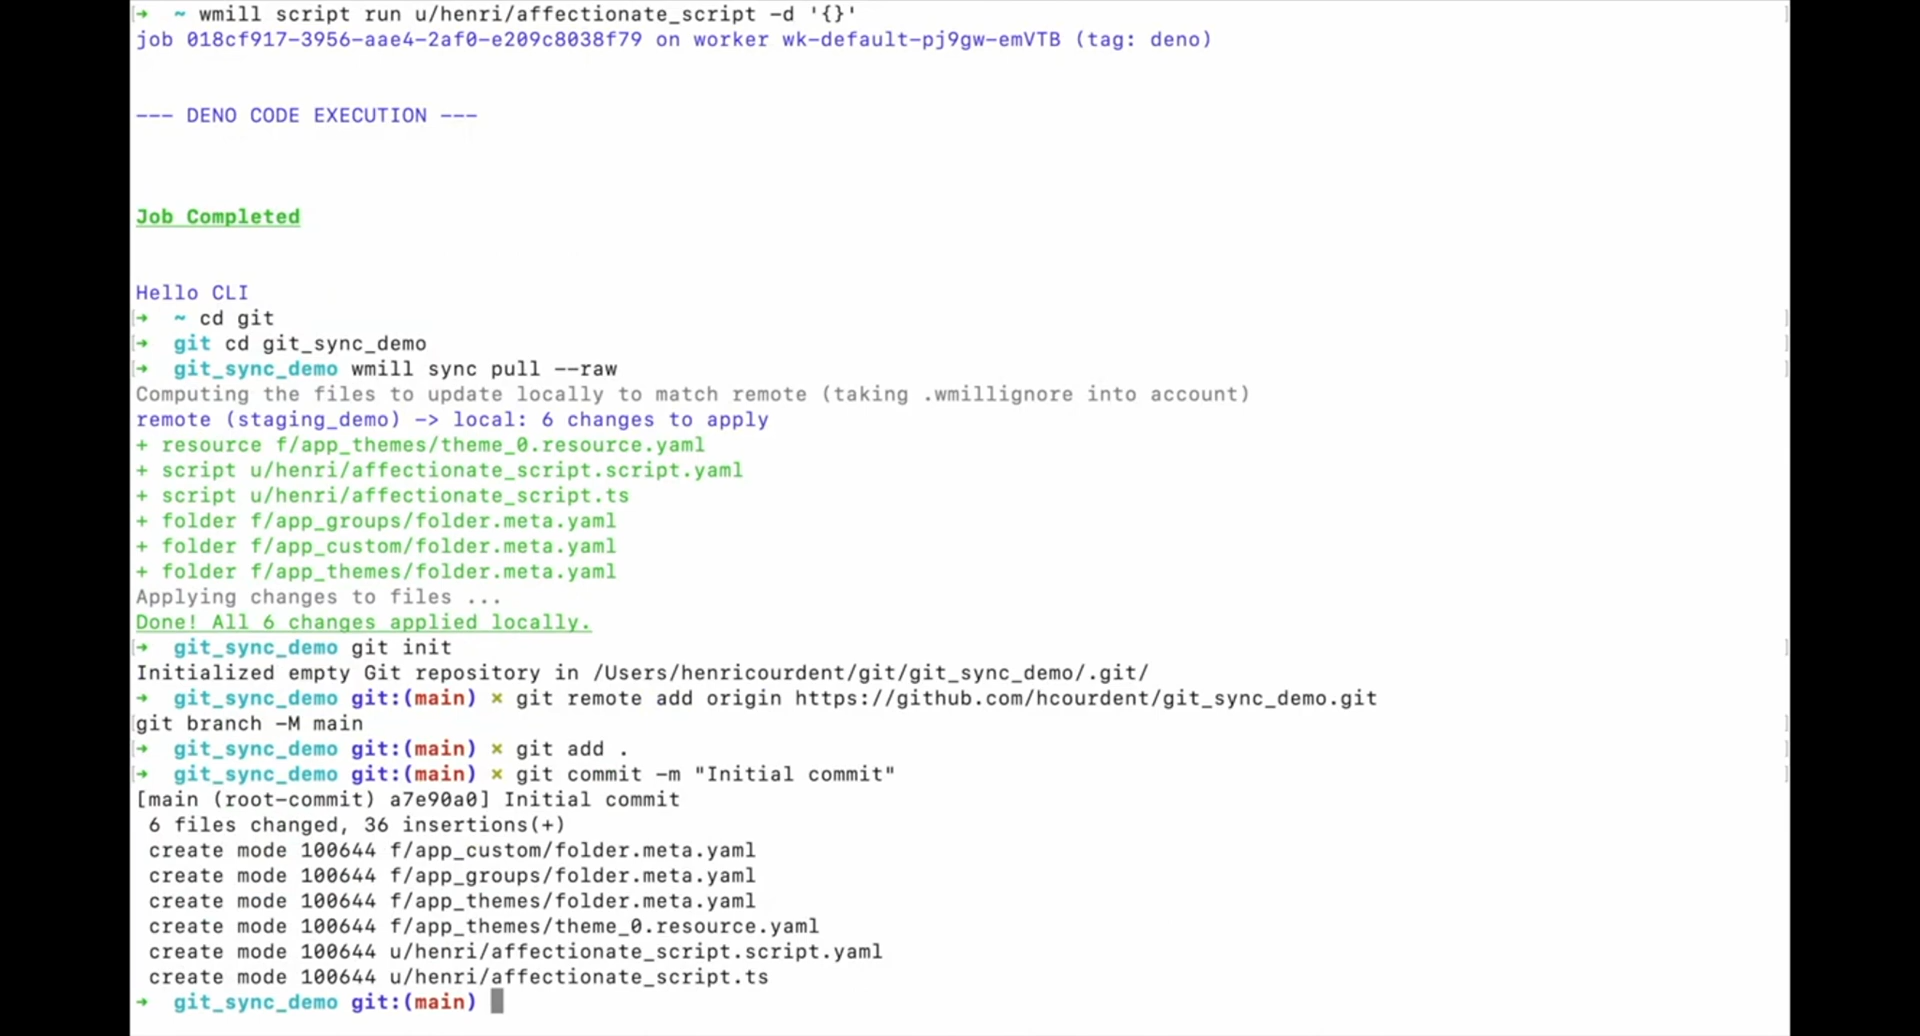 → ~ wmill script run u/henri/affectionate_script -d '{}'
job 018cf917-3956-aae4-2af0-e209c8038f79 on worker wk-default-pj9gw-emVTB (tag: deno)
--- DENO CODE EXECUTION ---
Job Completed
Hello CLI
→ ~ cd git
→ git cd git_sync_demo
→ git_sync_demo wmill sync pull --raw
Computing the files to update locally to match remote (taking .wmillignore into account)
remote (staging_demo) -> local: 6 changes to apply
+ resource f/app_themes/theme_0.resource.yaml
+ script u/henri/affectionate_script.script.yaml
+ script u/henri/affectionate_script.ts
+ folder f/app_groups/folder.meta.yaml
+ folder f/app_custom/folder.meta.yaml
+ folder f/app_themes/folder.meta.yaml
Applying changes to files ...
Done! All 6 changes applied locally.
→ git_sync_demo git init
Initialized empty Git repository in /Users/henricourdent/git/git_sync_demo/.git/
→ git_sync_demo git:(main) × git remote add origin https://github.com/hcourdent/git_sync_demo.git
git branch -M main
→ git_sync_demo git:(main) × git add .
→ git_sync_demo git:(main) × git commit -m "Initial commit"
[main (root-commit) a7e90a0] Initial commit
6 files changed, 36 insertions(+)
create mode 100644 f/app_custom/folder.meta.yaml
create mode 100644 f/app_groups/folder.meta.yaml
create mode 100644 f/app_themes/folder.meta.yaml
create mode 100644 f/app_themes/theme_0.resource.yaml
create mode 100644 u/henri/affectionate_script.script.yaml
create mode 100644 u/henri/affectionate_script.ts
→ git_sync_demo git:(main)